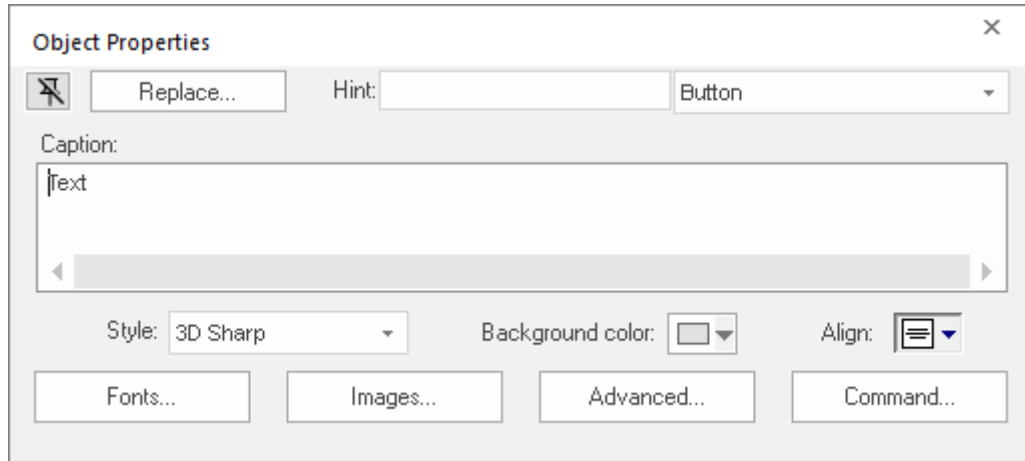 Object Properties
Replace... Hint: Button
Caption:
Text
Style: 3D Sharp Background color: Align:
Fonts... Images... Advanced... Command...